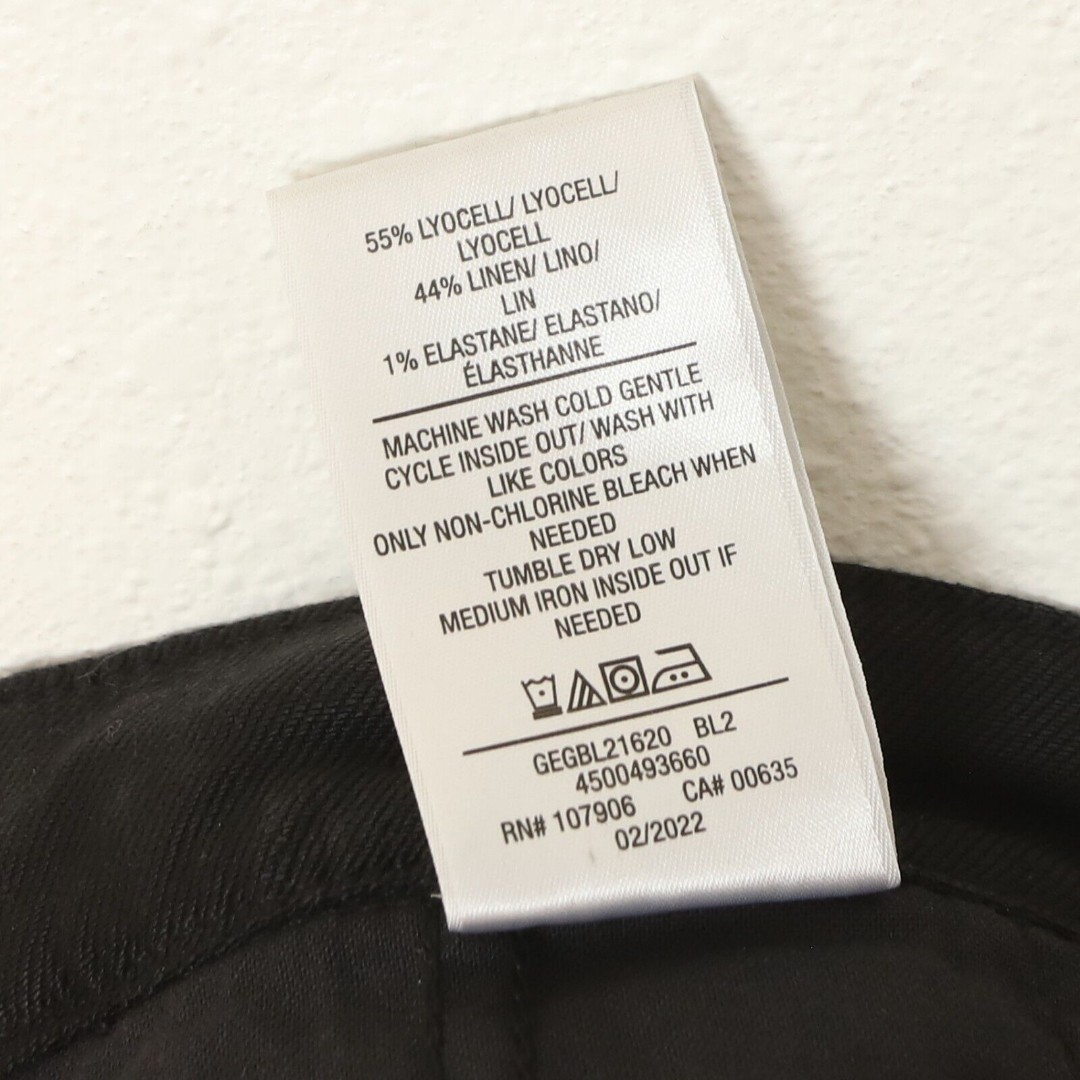 55% LYOCELL/ LYOCELL/
LYOCELL
44% LINEN/ LINO/
LIN
1% ELASTANE/ ELASTANO/
ÉLASTHANNE
MACHINE WASH COLD GENTLE
CYCLE INSIDE OUT/ WASH WITH
LIKE COLORS
ONLY NON-CHLORINE BLEACH WHEN
NEEDED
TUMBLE DRY LOW
MEDIUM IRON INSIDE OUT IF
NEEDED
GEGBL21620 BL2
4500493660
RN# 107906 CA# 00635
02/2022